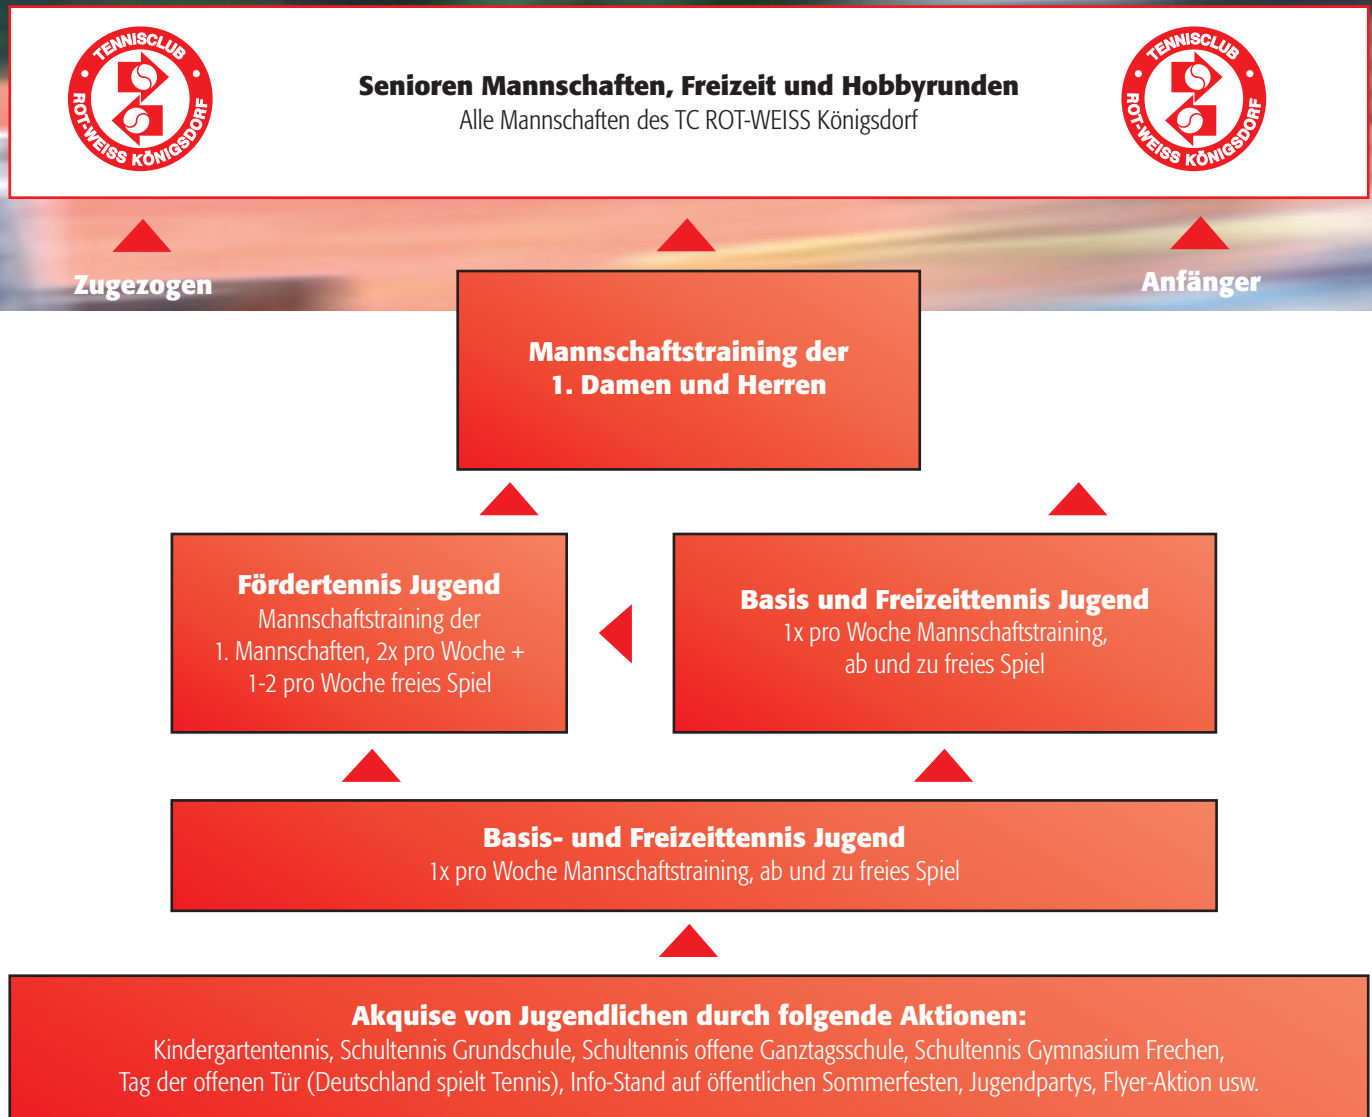 TENNISCLUB
ROT-WEISS KÖNIGSDORF
Senioren Mannschaften, Freizeit und Hobbyrunden
Alle Mannschaften des TC ROT-WEISS Königsdorf
TENNISCLUB
ROT-WEISS KÖNIGSDORF
Zugezogen
Anfänger
Mannschaftstraining der
1. Damen und Herren
Fördertennis Jugend
Mannschaftstraining der
1. Mannschaften, 2x pro Woche +
1-2 pro Woche freies Spiel
Basis und Freizeittennis Jugend
1x pro Woche Mannschaftstraining,
ab und zu freies Spiel
Basis- und Freizeittennis Jugend
1x pro Woche Mannschaftstraining, ab und zu freies Spiel
Akquise von Jugendlichen durch folgende Aktionen:
Kindergartentennis, Schultennis Grundschule, Schultennis offene Ganztagsschule, Schultennis Gymnasium Frechen,
Tag der offenen Tür (Deutschland spielt Tennis), Info-Stand auf öffentlichen Sommerfesten, Jugendpartys, Flyer-Aktion usw.